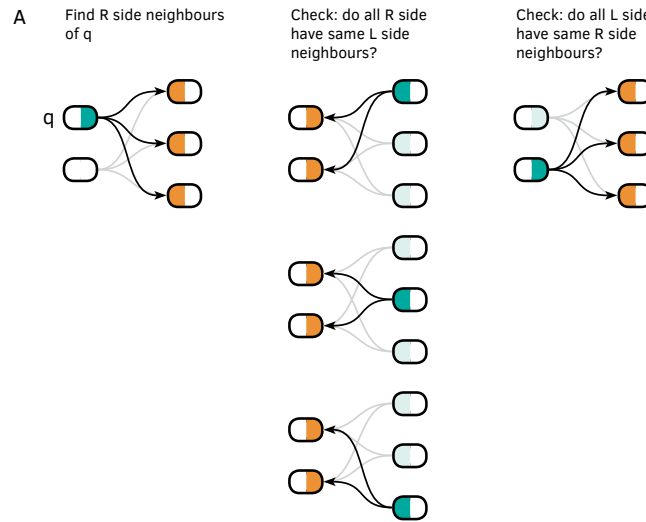 A
Find R side neighbours
of q
Check: do all R side
have same L side
neighbours?
Check: do all L side
have same R side
neighbours?
q